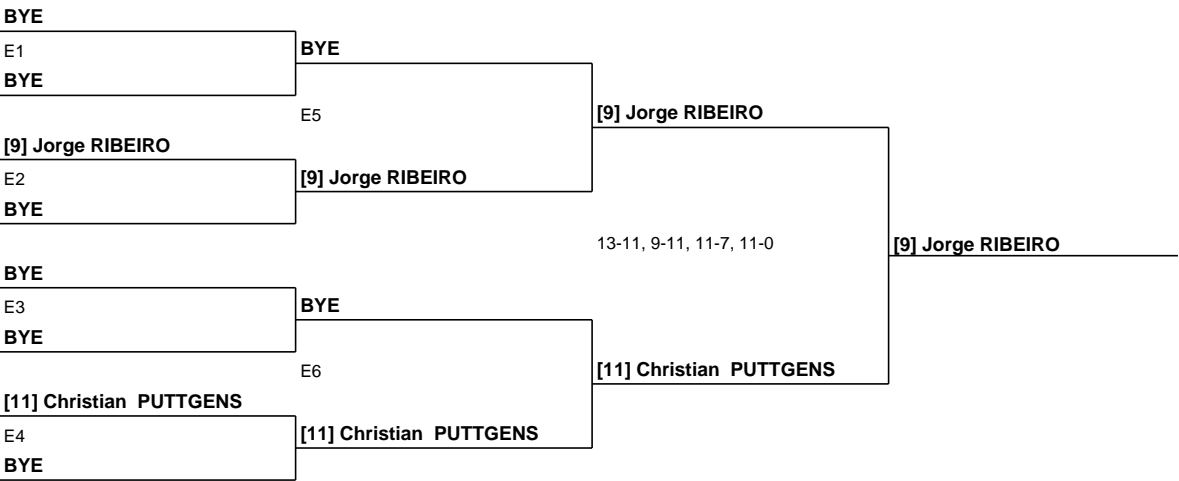 BYE
E1
BYE
BYE
E5
[9] Jorge RIBEIRO
[9] Jorge RIBEIRO
E2
[9] Jorge RIBEIRO
BYE
13-11, 9-11, 11-7, 11-0
[9] Jorge RIBEIRO
BYE
E3
BYE
BYE
E6
[11] Christian  PUTTGENS
[11] Christian  PUTTGENS
E4
[11] Christian  PUTTGENS
BYE